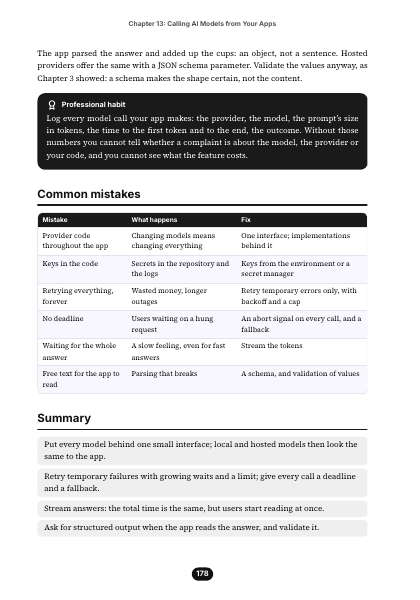 Chapter 13: Calling AI Models from Your Apps
The app parsed the answer and added up the cups: an object, not a sentence. Hosted
providers offer the same with a JSON schema parameter. Validate the values anyway, as
Chapter 3 showed: a schema makes the shape certain, not the content.
Professional habit
Log every model call your app makes: the provider, the model, the prompt's size
in tokens, the time to the first token and to the end, the outcome. Without those
numbers you cannot tell whether a complaint is about the model, the provider or
your code, and you cannot see what the feature costs.
Common mistakes
Mistake What happens Fix
Provider code throughout the app Changing models means changing everything One interface; implementations behind it
Keys in the code Secrets in the repository and the logs Keys from the environment or a secret manager
Retrying everything, forever Wasted money, longer outages Retry temporary errors only, with backoff and a cap
No deadline Users waiting on a hung request An abort signal on every call, and a fallback
Waiting for the whole answer A slow feeling, even for fast answers Stream the tokens
Free text for the app to read Parsing that breaks A schema, and validation of values
Summary
Put every model behind one small interface; local and hosted models then look the
same to the app.
Retry temporary failures with growing waits and a limit; give every call a deadline
and a fallback.
Stream answers: the total time is the same, but users start reading at once.
Ask for structured output when the app reads the answer, and validate it.
178